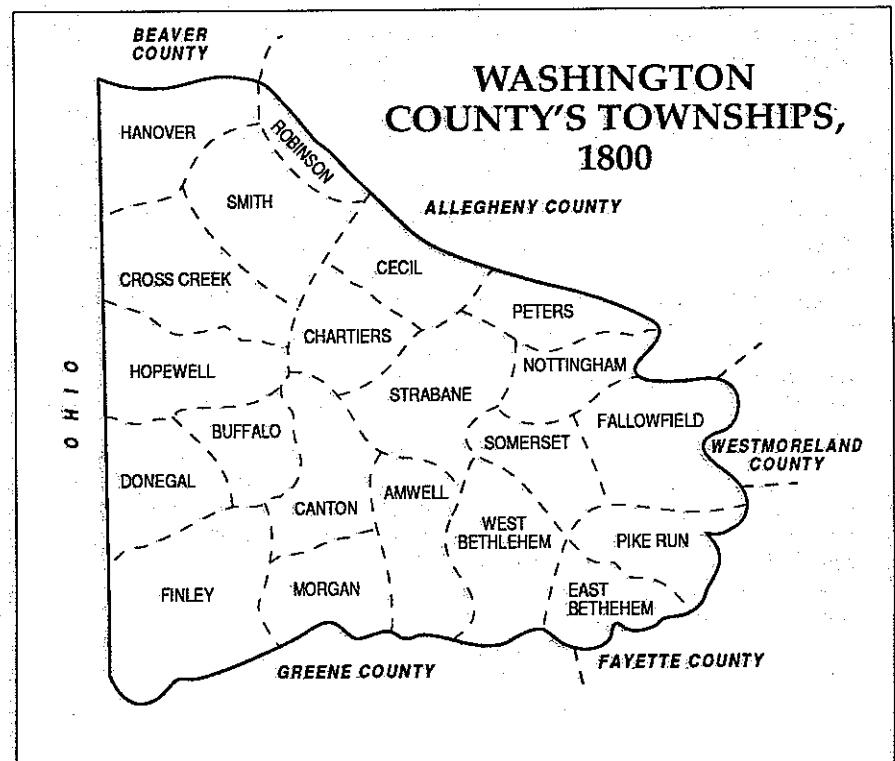 BEAVER
COUNTY
WASHINGTON
COUNTY'S TOWNSHIPS,
1800
HANOVER
ROBINSON
SMITH
ALLEGHENY COUNTY
CECIL
CROSS CREEK
PETERS
CHARTIERS
NOTTINGHAM
HOPEWELL
STRABANE
OHIO
FALLOWFIELD
BUFFALO
SOMERSET
WESTMORELAND
COUNTY
DONEGAL
AMWELL
CANTON
WEST
BETHLEHEM
PIKE RUN
FINLEY
MORGAN
EAST
BETHEHEM
GREENE COUNTY
FAYETTE COUNTY